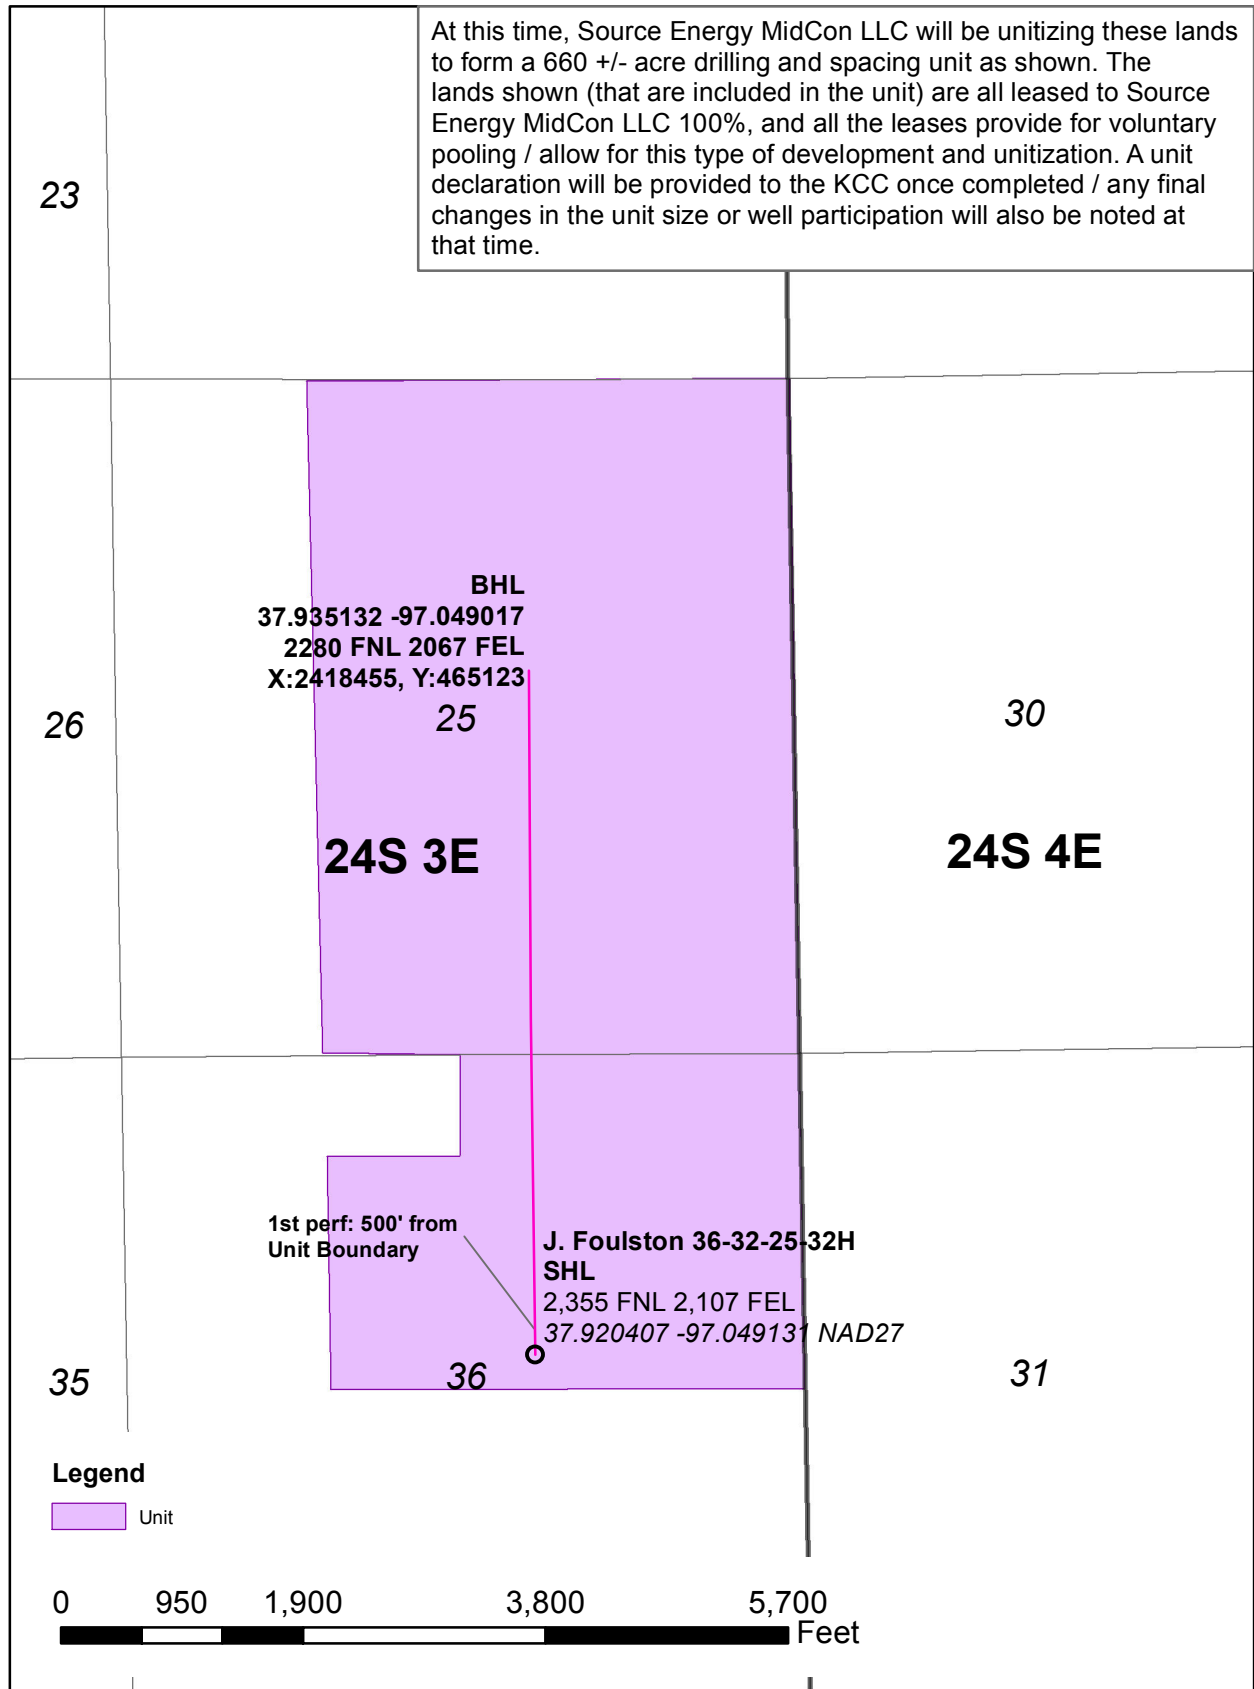 At this time, Source Energy MidCon LLC will be unitizing these lands
to form a 660 +/- acre drilling and spacing unit as shown. The
lands shown (that are included in the unit) are all leased to Source
Energy MidCon LLC 100%, and all the leases provide for voluntary
pooling / allow for this type of development and unitization. A unit
declaration will be provided to the KCC once completed / any final
changes in the unit size or well participation will also be noted at
that time.
23
BHL
37.935132 -97.049017
2280 FNL 2067 FEL
X:2418455, Y:465123
26
25
30
24S 3E
24S 4E
1st perf: 500' from
Unit Boundary
J. Foulston 36-32-25-32H
SHL
2,355 FNL 2,107 FEL
37.920407 -97.049131 NAD27
35
36
31
Legend
Unit
0 950 1,900 3,800 5,700
Feet